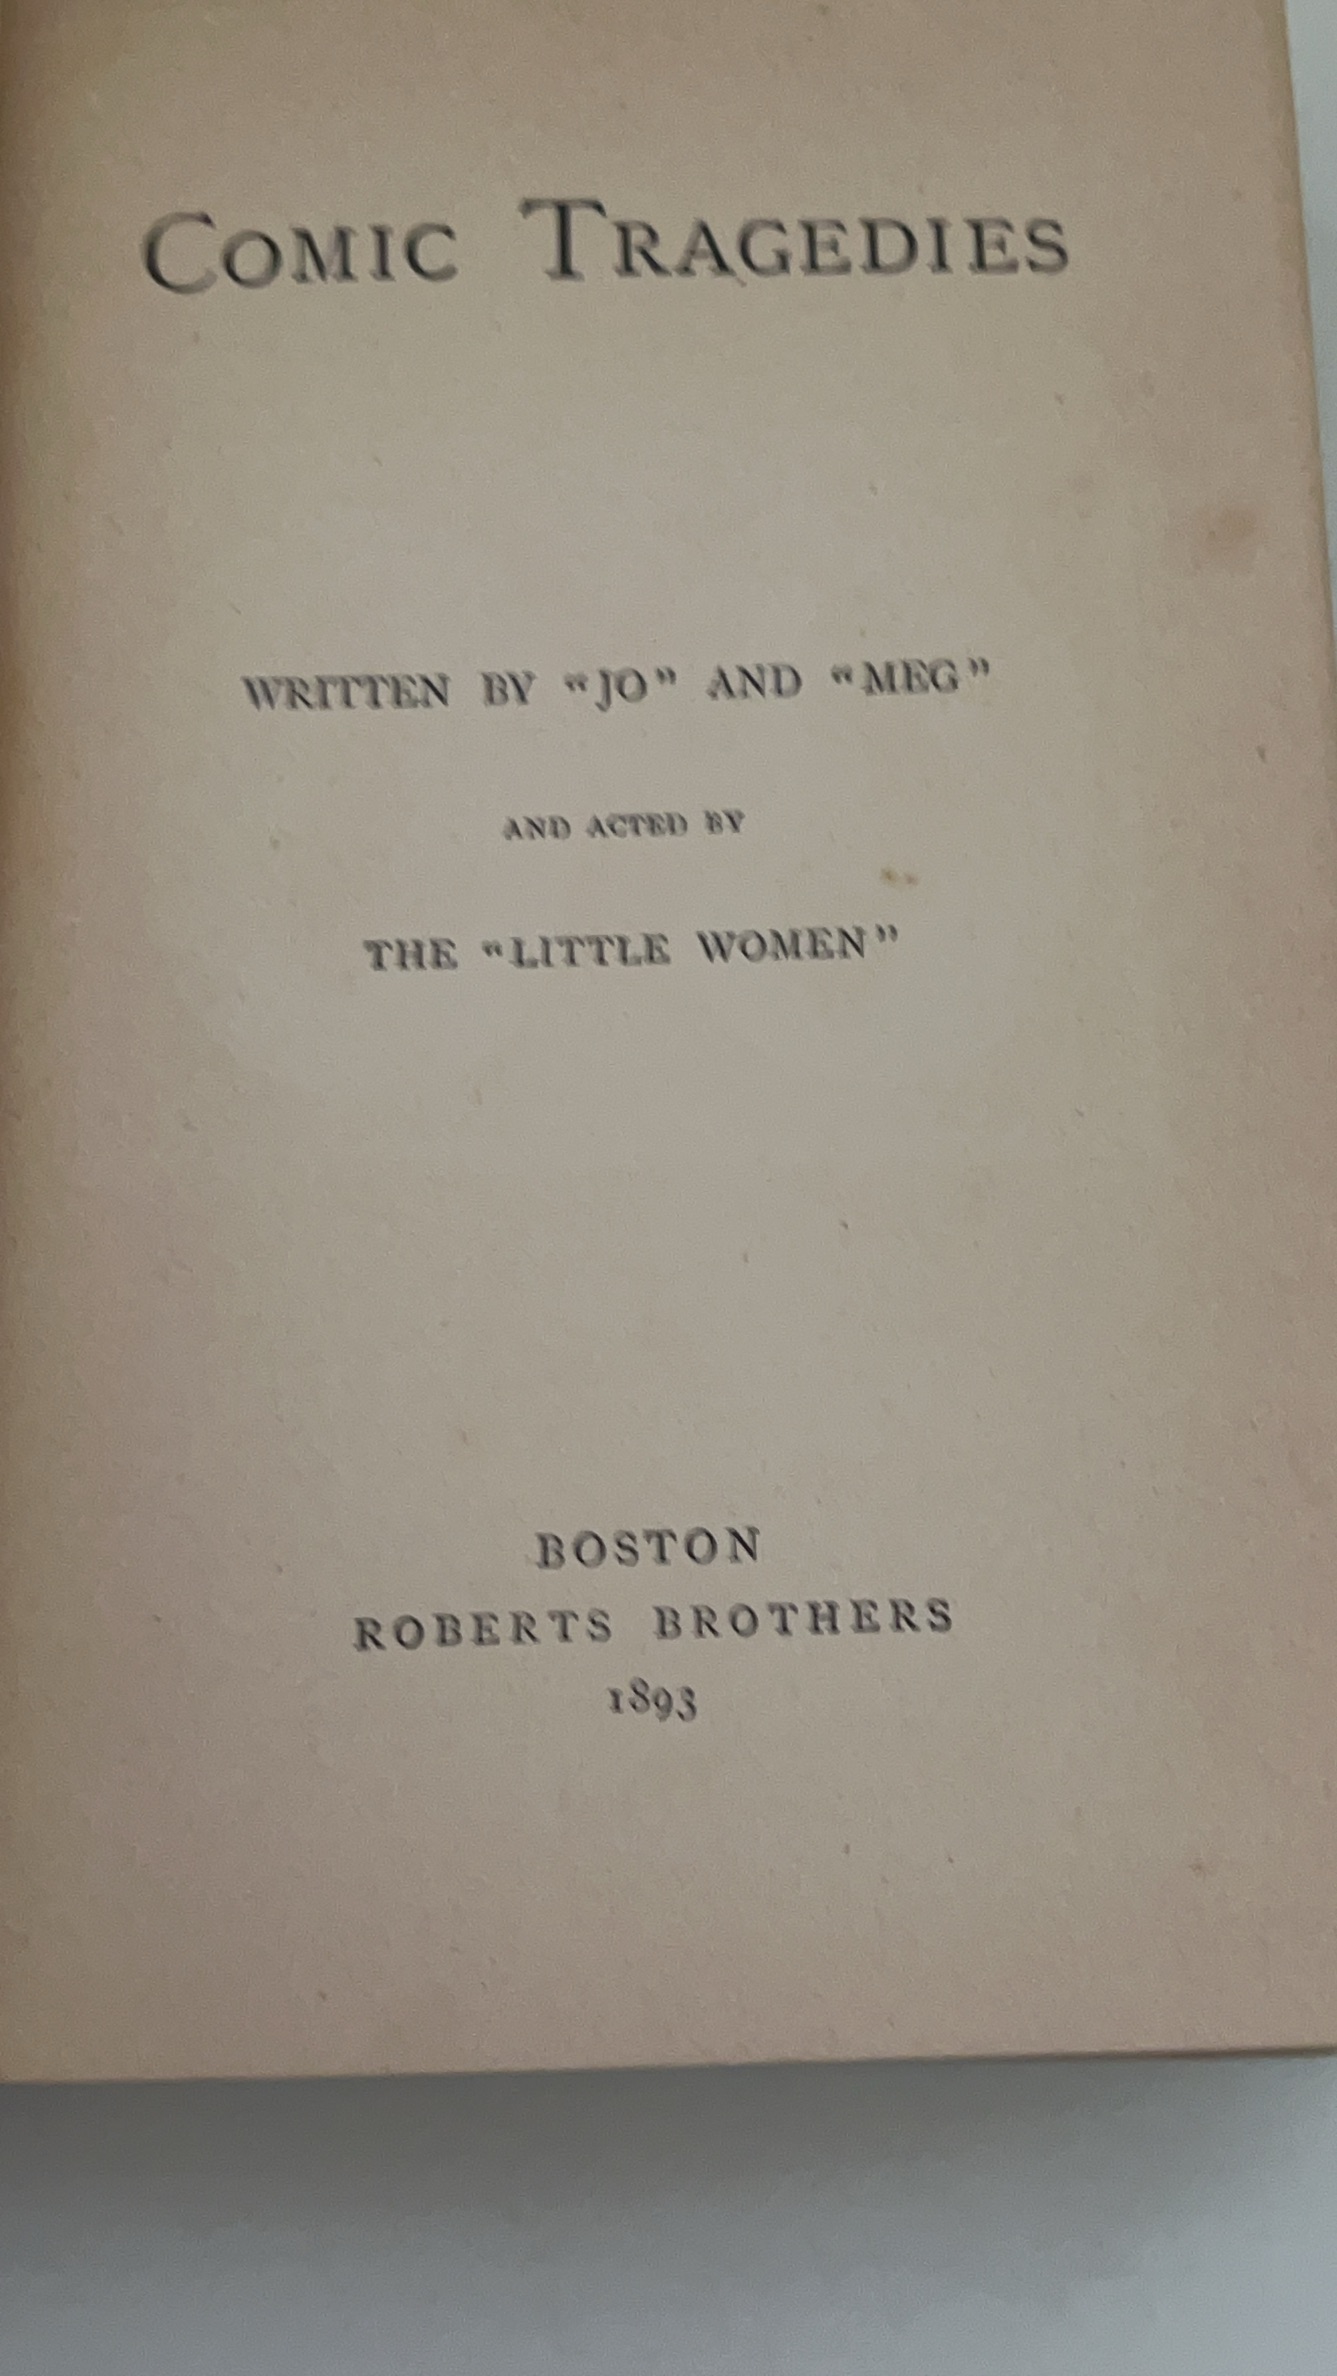 COMIC TRAGEDIES
WRITTEN BY “JO” AND “MEG”
AND ACTED BY
THE “LITTLE WOMEN”
BOSTON
ROBERTS BROTHERS
1893